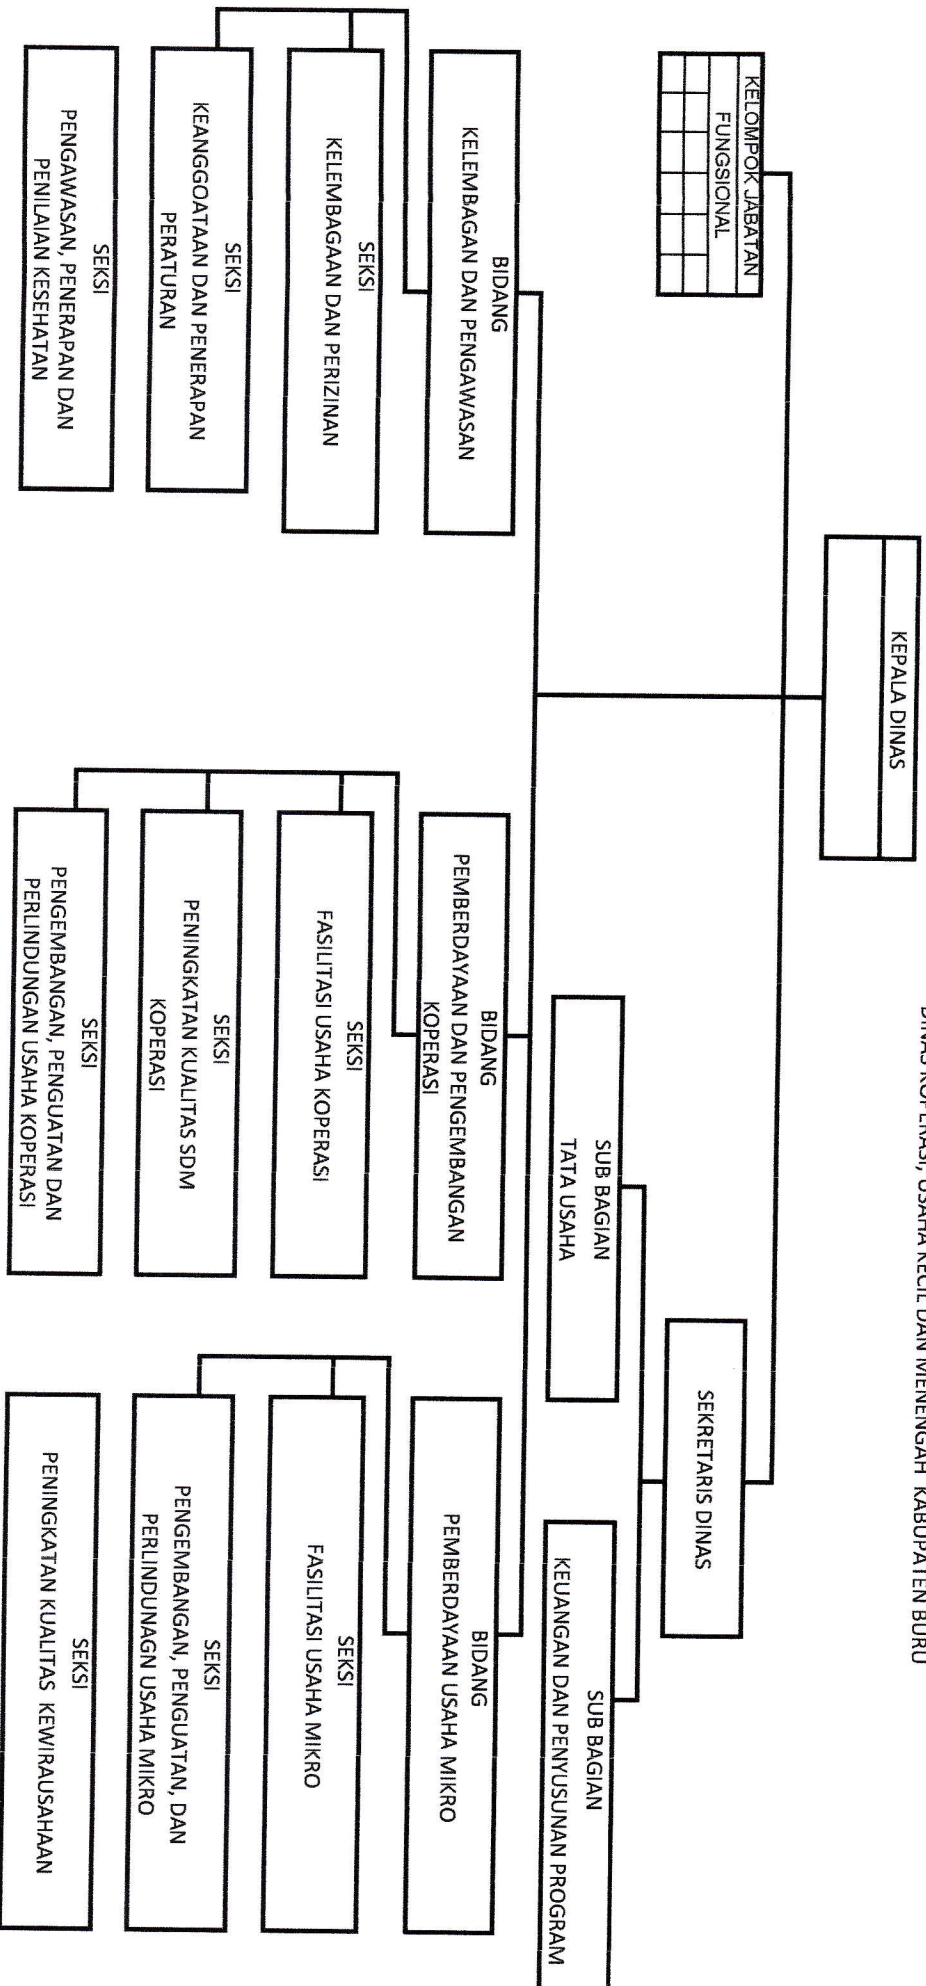 DINAS KOPERASI, USAHA KECIL DAN MENENGAH KABUPATEN BURU
KEPALA DINAS
KELOMPOK JABATAN
FUNGSIONAL
SEKRETARIS DINAS
SUB BAGIAN
TATA USAHA
SUB BAGIAN
KEUANGAN DAN PENYUSUNAN PROGRAM
BIDANG
KELEMBAGAN DAN PENGAWASAN
BIDANG
PEMBERDAYAAN DAN PENGEMBANGAN
KOPERASI
BIDANG
PEMBERDAYAAN USAHA MIKRO
SEKSI
KELEMBAGAAN DAN PERIZINAN
SEKSI
FASILITASI USAHA KOPERASI
SEKSI
FASILITASI USAHA MIKRO
SEKSI
KEANGGOATAAN DAN PENERAPAN
PERATURAN
SEKSI
PENINGKATAN KUALITAS SDM
KOPERASI
SEKSI
PENGEMBANGAN, PENGUATAN, DAN
PERLINDUNAGN USAHA MIKRO
SEKSI
PENGAWASAN, PENERAPAN DAN
PENILAIAN KESEHATAN
SEKSI
PENGEMBANGAN, PENGUATAN DAN
PERLINDUNGAN USAHA KOPERASI
SEKSI
PENINGKATAN KUALITAS KEWIRAUSAHAAN